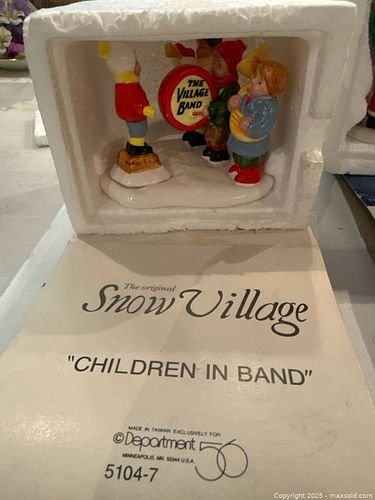 THE
VILLAGE
BAND
The original
Snow Village
"CHILDREN IN BAND"
MADE IN TAIWAN EXCLUSIVELY FOR
© Department 56
MINNEAPOLIS, MN 55344 U.S.A.
5104-7
Copyright 2025 - maxsold.com